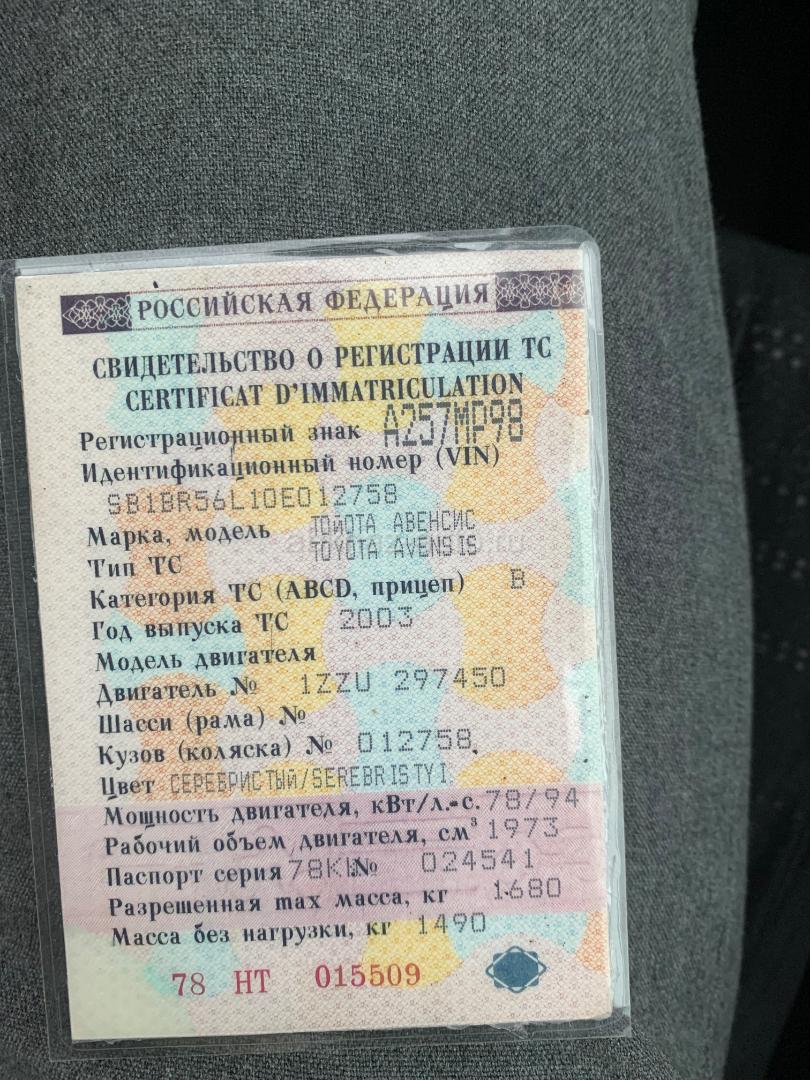 РОССИЙСКАЯ ФЕДЕРАЦИЯ
СВИДЕТЕЛЬСТВО О РЕГИСТРАЦИИ ТС
CERTIFICAT D'IMMATRICULATION
Регистрационный знак А257МР98
Идентификационный номер (VIN)
SB1BR56L10E012758
Марка, модель ТОЙОТА АВЕНСИС
TOYOTA AVENSIS
Тип ТС
Категория ТС (ABCD, прицеп) B
Год выпуска ТС 2003
Модель двигателя
Двигатель № 1ZZU 297450
Шасси (рама) №
Кузов (коляска) № 012758
Цвет СЕРЕБРИСТЫЙ/SEREBRISTYI
Мощность двигателя, кВт/л.с. 78/94
Рабочий объем двигателя, см³ 1973
Паспорт серия 78КН № 024541
Разрешенная max масса, кг 1680
Масса без нагрузки, кг 1490
78 НТ 015509